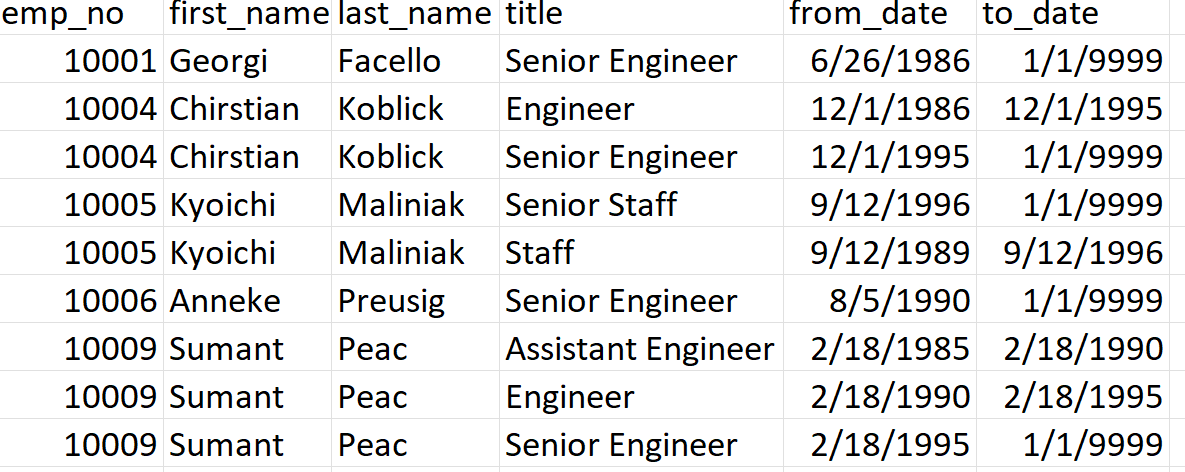 emp_no first_name last_name title from_date to_date
10001 Georgi Facello Senior Engineer 6/26/1986 1/1/9999
10004 Chirstian Koblick Engineer 12/1/1986 12/1/1995
10004 Chirstian Koblick Senior Engineer 12/1/1995 1/1/9999
10005 Kyoichi Maliniak Senior Staff 9/12/1996 1/1/9999
10005 Kyoichi Maliniak Staff 9/12/1989 9/12/1996
10006 Anneke Preusig Senior Engineer 8/5/1990 1/1/9999
10009 Sumant Peac Assistant Engineer 2/18/1985 2/18/1990
10009 Sumant Peac Engineer 2/18/1990 2/18/1995
10009 Sumant Peac Senior Engineer 2/18/1995 1/1/9999